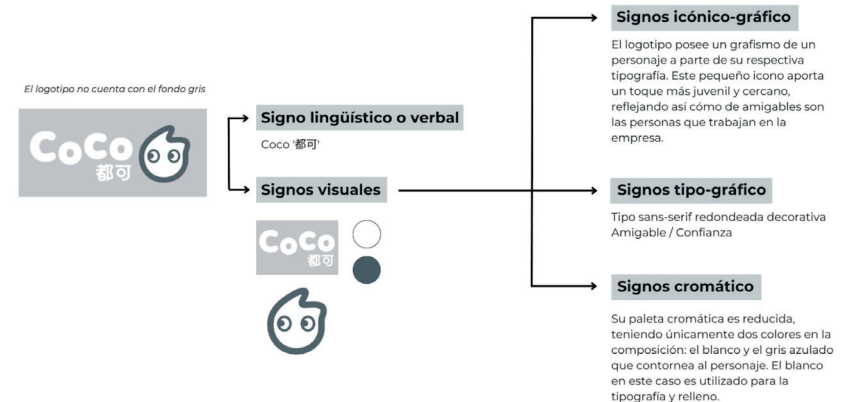 El logotipo no cuenta con el fondo gris
CoCo
都可
Signo lingüístico o verbal
Coco '都可'
Signos visuales
CoCo
都可
Signos icónico-gráfico
El logotipo posee un grafismo de un
personaje a parte de su respectiva
tipografía. Este pequeño icono aporta
un toque más juvenil y cercano,
reflejando así cómo de amigables son
las personas que trabajan en la
empresa.
Signos tipo-gráfico
Tipo sans-serif redondeada decorativa
Amigable / Confianza
Signos cromático
Su paleta cromática es reducida,
teniendo únicamente dos colores en la
composición: el blanco y el gris azulado
que contornea al personaje. El blanco
en este caso es utilizado para la
tipografía y relleno.